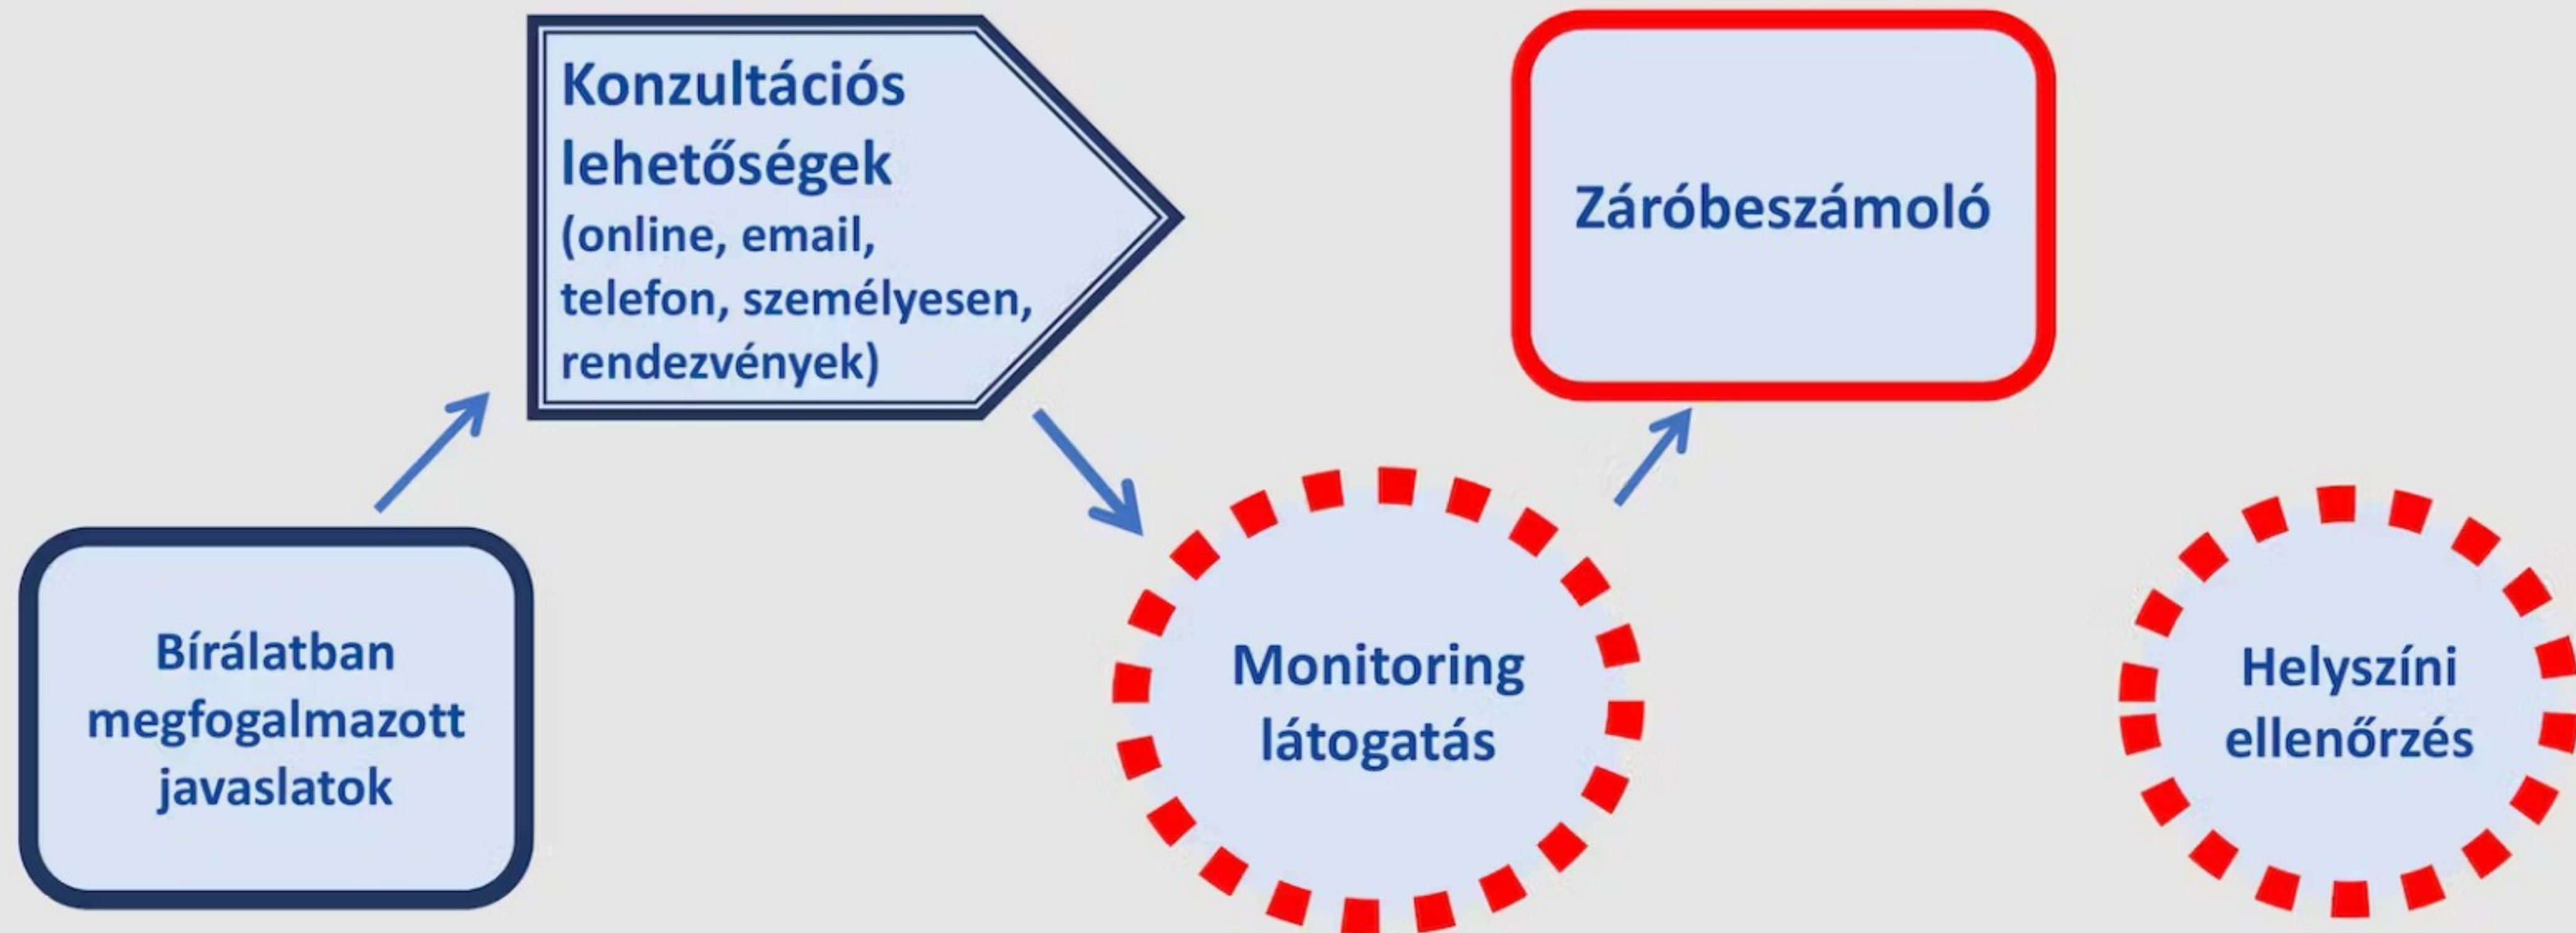 Konzultációs
lehetőségek
(online, email,
telefon, személyesen,
rendezvények)
Záróbeszámoló
Bírálatban
megfogalmazott
javaslatok
Monitoring
látogatás
Helyszíni
ellenőrzés